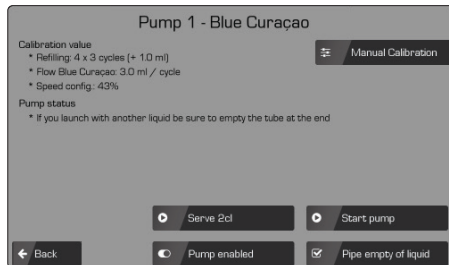 Pump 1 - Blue Curaçao
Calibration value
* Refilling: 4 x 3 cycles (+ 1.0 ml)
* Flow Blue Curaçao: 3.0 ml / cycle
* Speed config.: 43%
Manual Calibration
Pump status
* If you launch with another liquid be sure to empty the tube at the end
Serve 2cl
Start pump
Back
Pump enabled
Pipe empty of liquid